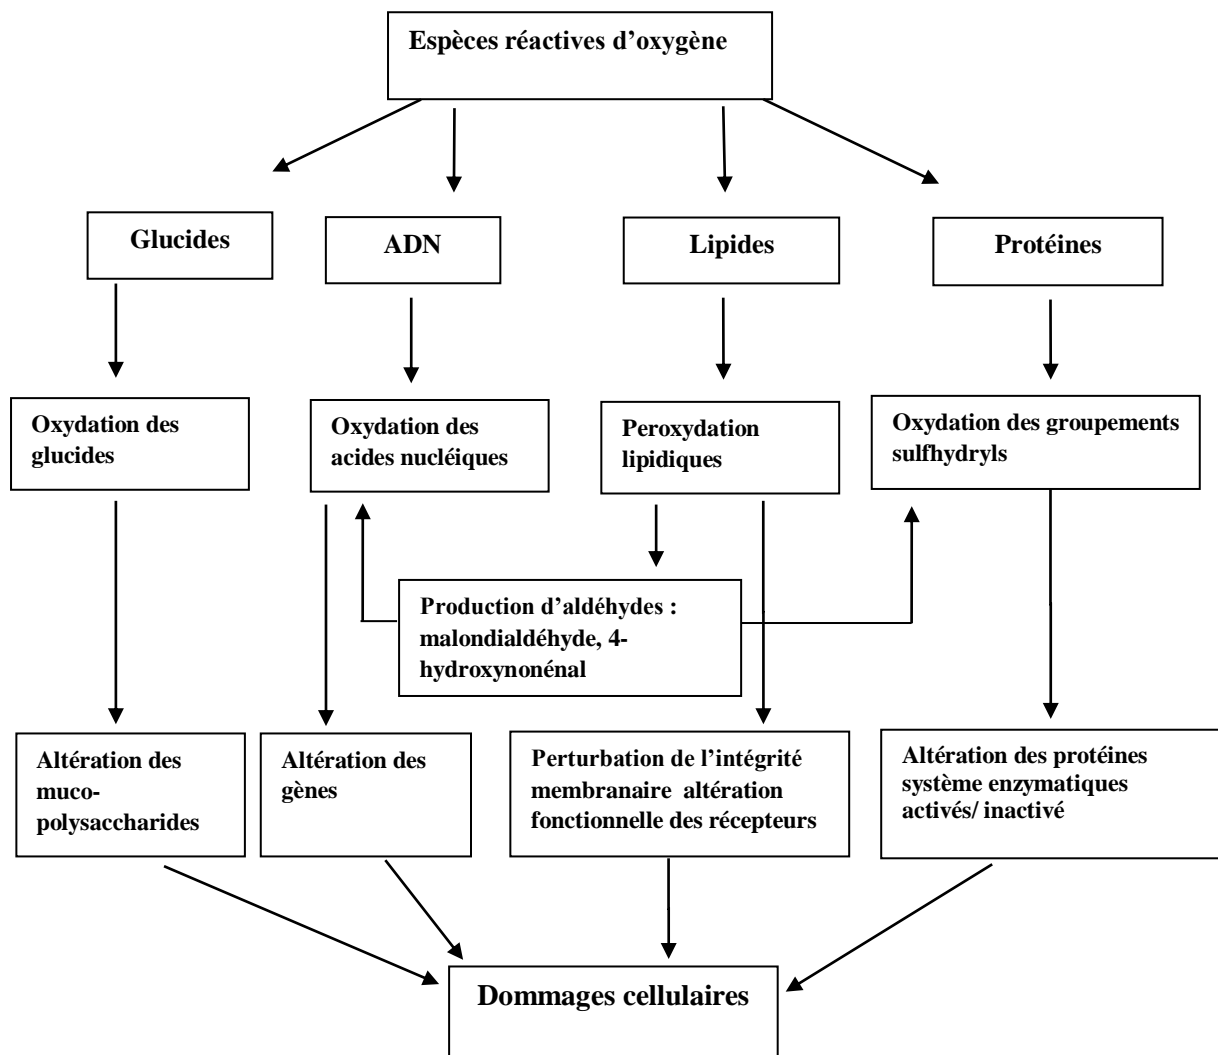 Espèces réactives d’oxygène
Glucides
ADN
Lipides
Protéines
Oxydation des
glucides
Oxydation des
acides nucléiques
Peroxydation
lipidiques
Oxydation des groupements
sulfhydryls
Production d’aldéhydes :
malondialdéhyde, 4-
hydroxynonénal
Altération des
muco-
polysaccharides
Altération des
gènes
Perturbation de l’intégrité
membranaire altération
fonctionnelle des récepteurs
Altération des protéines
système enzymatiques
activés/ inactivé
Dommages cellulaires